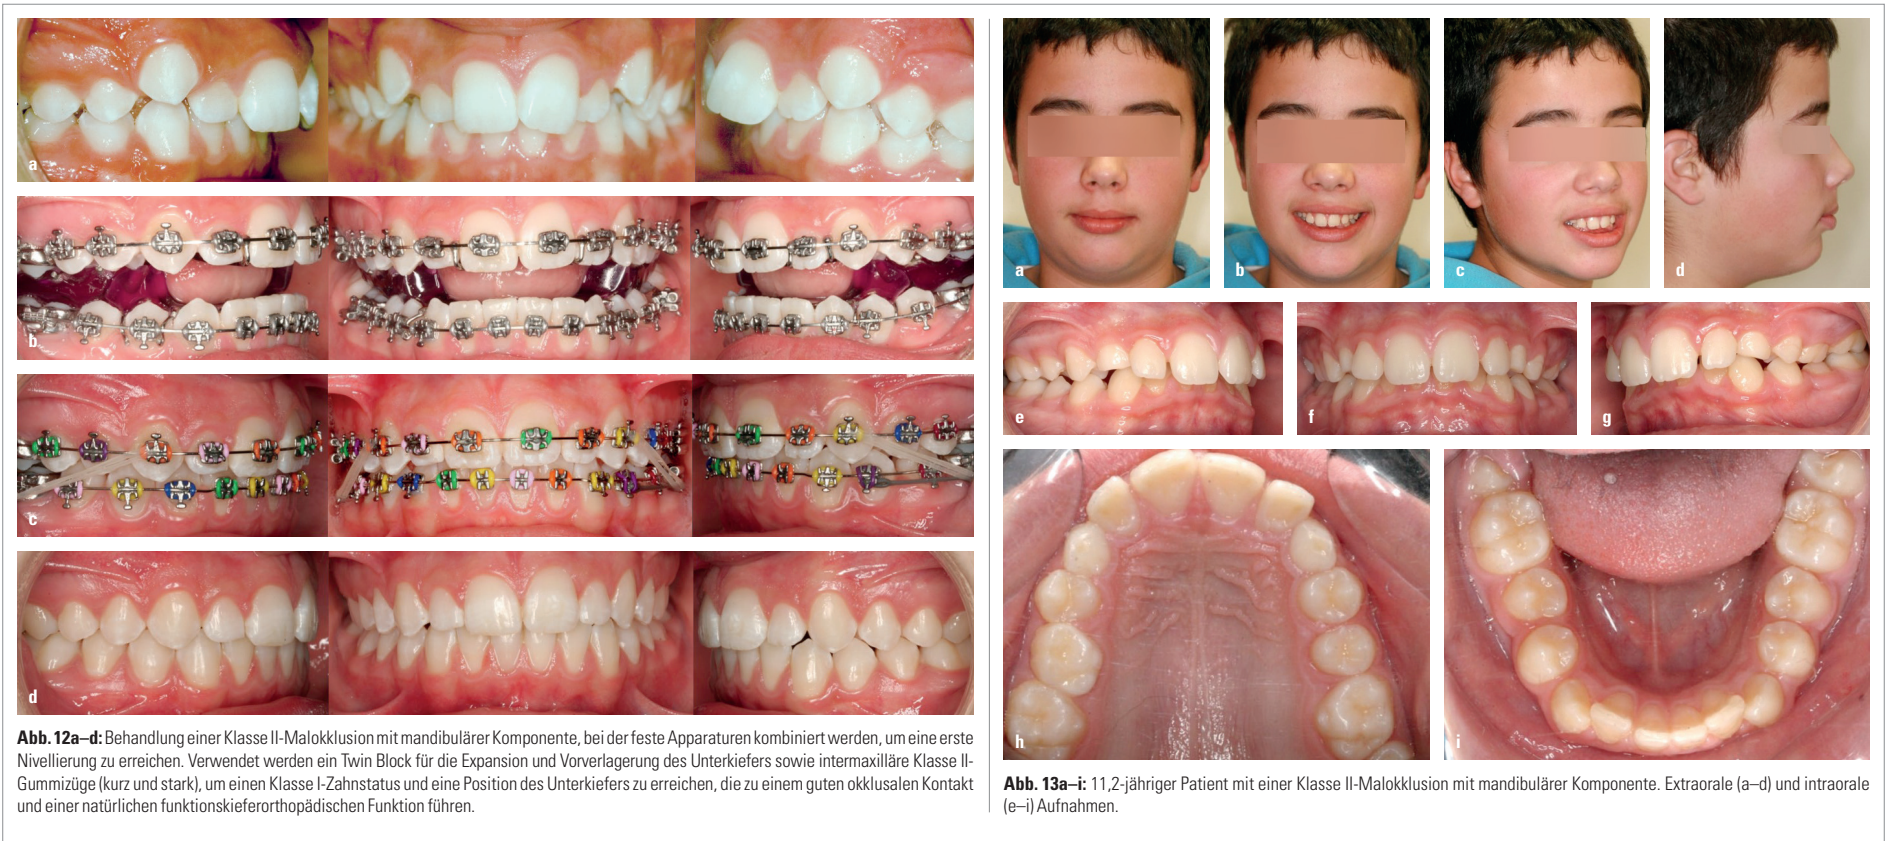 a
b
c
d
Abb. 12a–d: Behandlung einer Klasse II-Malokklusion mit mandibulärer Komponente, bei der feste Apparaturen kombiniert werden, um eine erste
Nivellierung zu erreichen. Verwendet werden ein Twin Block für die Expansion und Vorverlagerung des Unterkiefers sowie intermaxilläre Klasse II-
Gummizüge (kurz und stark), um einen Klasse I-Zahnstatus und eine Position des Unterkiefers zu erreichen, die zu einem guten okklusalen Kontakt
und einer natürlichen funktionskieferorthopädischen Funktion führen.
a
b
c
d
e
f
g
h
i
Abb. 13a–i: 11,2-jähriger Patient mit einer Klasse II-Malokklusion mit mandibulärer Komponente. Extraorale (a–d) und intraorale
(e–i) Aufnahmen.